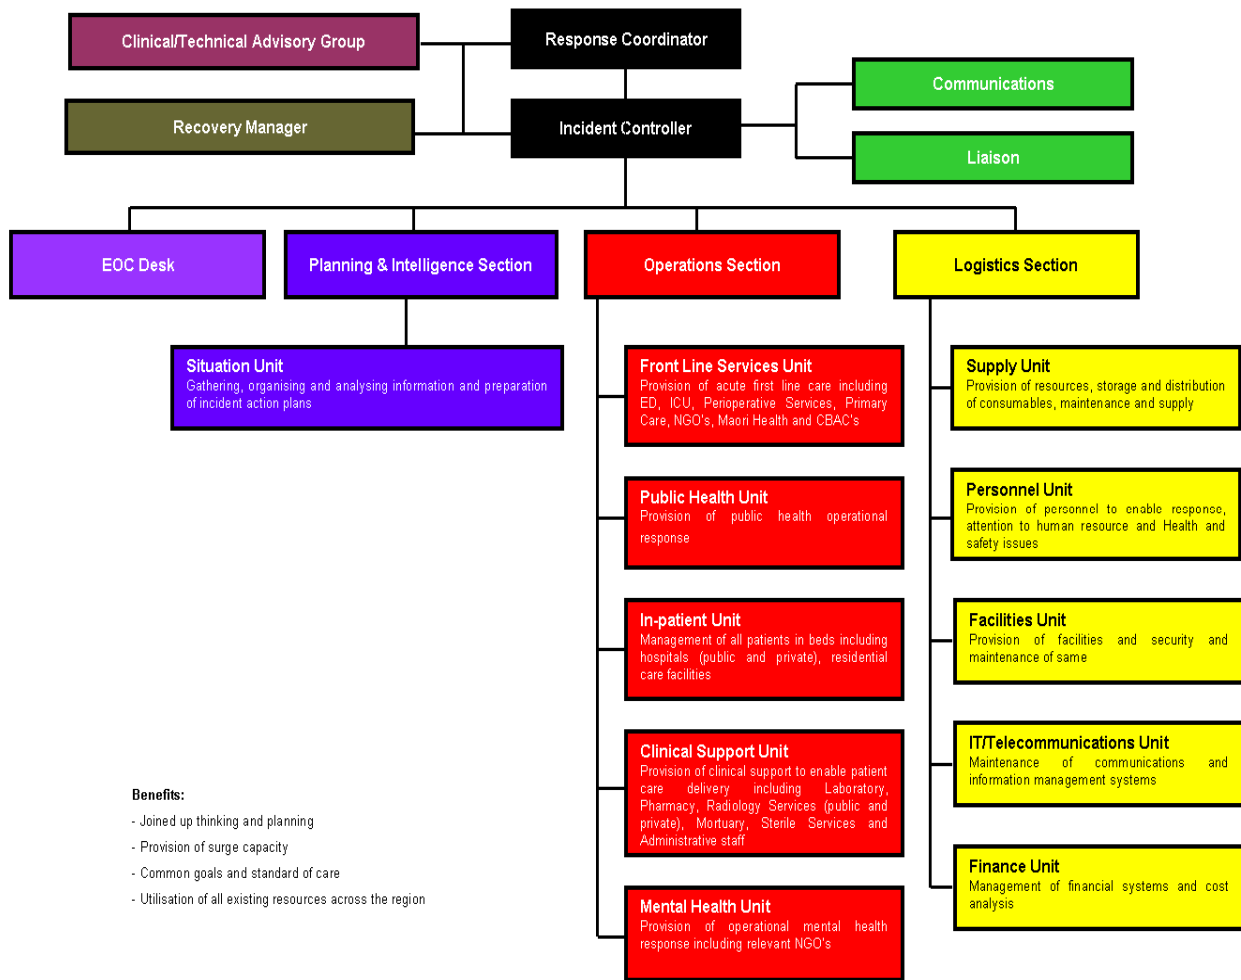 Clinical/Technical Advisory Group
Response Coordinator
Communications
Recovery Manager
Incident Controller
Liaison
EOC Desk
Planning & Intelligence Section
Operations Section
Logistics Section
Situation Unit
Gathering, organising and analysing information and preparation
of incident action plans
Front Line Services Unit
Provision of acute first line care including
ED, ICU, Perioperative Services, Primary
Care, NGO's, Maori Health and CBAC's
Public Health Unit
Provision of public health operational
response
In-patient Unit
Management of all patients in beds including
hospitals (public and private), residential
care facilities
Clinical Support Unit
Provision of clinical support to enable patient
care delivery including Laboratory,
Pharmacy, Radiology Services (public and
private), Mortuary, Sterile Services and
Administrative staff
Mental Health Unit
Provision of operational mental health
response including relevant NGO's
Supply Unit
Provision of resources, storage and distribution
of consumables, maintenance and supply
Personnel Unit
Provision of personnel to enable response,
attention to human resource and Health and
safety issues
Facilities Unit
Provision of facilities and security and
maintenance of same
IT/Telecommunications Unit
Maintenance of communications and
information management systems
Finance Unit
Management of financial systems and cost
analysis
Benefits:
- Joined up thinking and planning
- Provision of surge capacity
- Common goals and standard of care
- Utilisation of all existing resources across the region